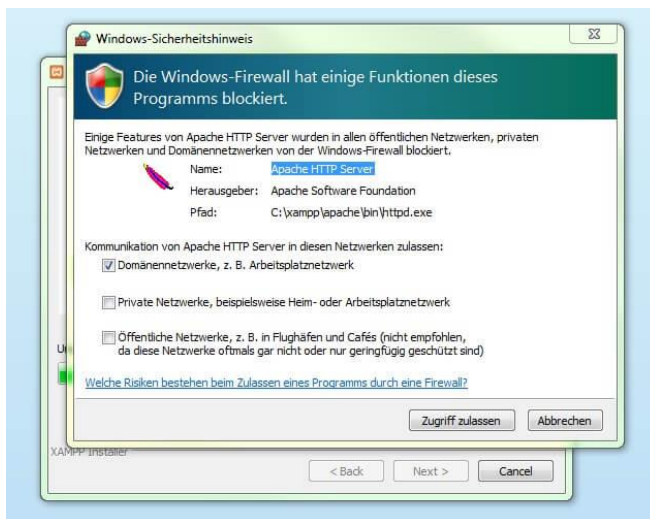 Windows-Sicherheitshinweis
Die Windows-Firewall hat einige Funktionen dieses
Programms blockiert.
Einige Features von Apache HTTP Server wurden in allen öffentlichen Netzwerken, privaten
Netzwerken und Domänennetzwerken von der Windows-Firewall blockiert.
Name: Apache HTTP Server
Herausgeber: Apache Software Foundation
Pfad: C:\xampp\apache\bin\httpd.exe
Kommunikation von Apache HTTP Server in diesen Netzwerken zulassen:
Domänennetzwerke, z. B. Arbeitsplatznetzwerk
Private Netzwerke, beispielsweise Heim- oder Arbeitsplatznetzwerk
Öffentliche Netzwerke, z. B. in Flughäfen und Cafés (nicht empfohlen,
da diese Netzwerke oftmals gar nicht oder nur geringfügig geschützt sind)
Welche Risiken bestehen beim Zulassen eines Programms durch eine Firewall?
Zugriff zulassen Abbrechen
XAMPP Installer
< Back Next > Cancel